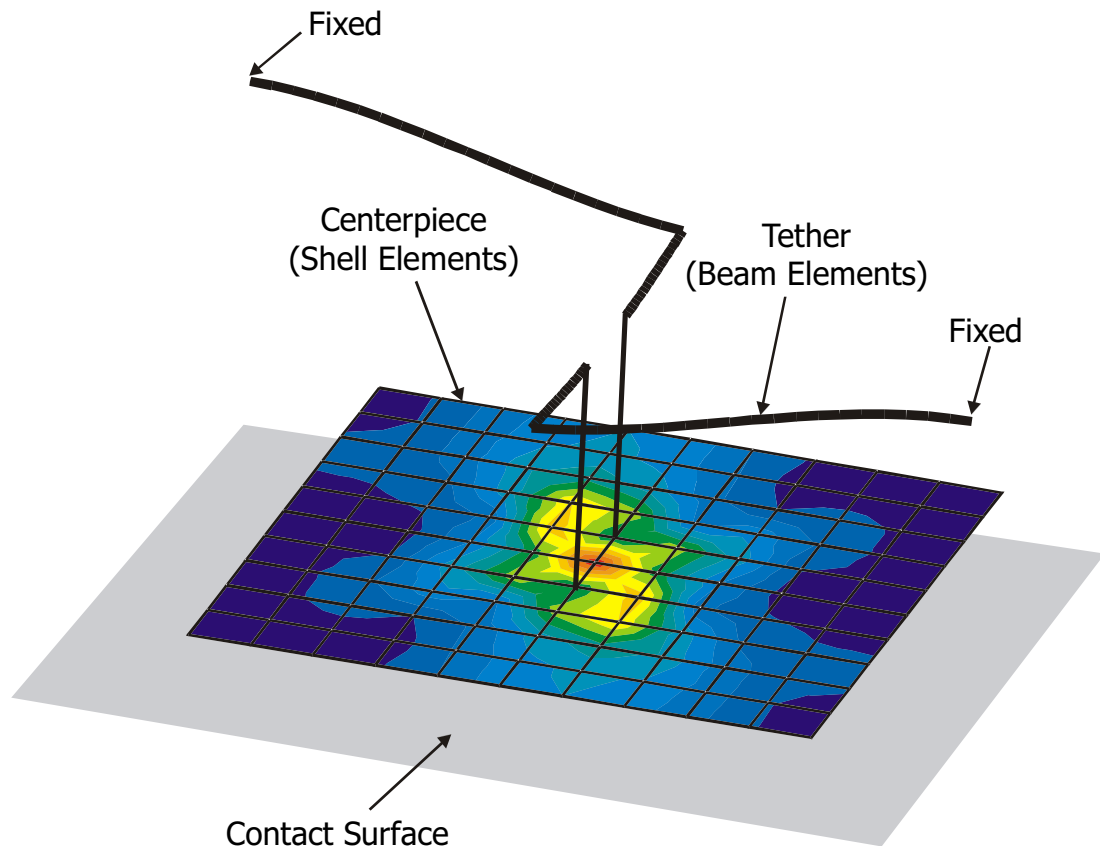 Fixed
Centerpiece
(Shell Elements)
Tether
(Beam Elements)
Fixed
Contact Surface